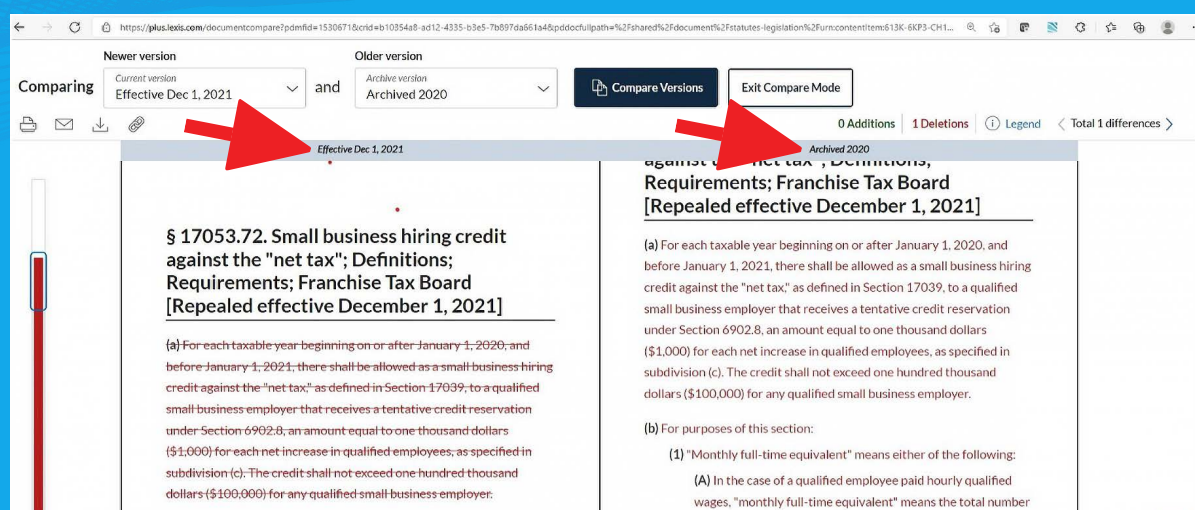 https://plus.lexis.com/documentcompare?pdmfid=1530671&crid=b10354a8-ad12-4335-b3e5-7b897da661a4&pddocfullpath=%2Fshared%2Fdocument%2Fstatutes-legislation%2Furn:contentItem:613K-6KP3-CH1...
Newer version
Older version
Comparing
Current version
Effective Dec 1, 2021
and
Archive version
Archived 2020
Compare Versions
Exit Compare Mode
0 Additions
1 Deletions
Legend
Total 1 differences
Effective Dec 1, 2021
§ 17053.72. Small business hiring credit
against the "net tax"; Definitions;
Requirements; Franchise Tax Board
[Repealed effective December 1, 2021]
(a) For each taxable year beginning on or after January 1, 2020, and
before January 1, 2021, there shall be allowed as a small business hiring
credit against the "net tax," as defined in Section 17039, to a qualified
small business employer that receives a tentative credit reservation
under Section 6902.8, an amount equal to one thousand dollars
($1,000) for each net increase in qualified employees, as specified in
subdivision (c). The credit shall not exceed one hundred thousand
dollars ($100,000) for any qualified small business employer.
Archived 2020
against the "net tax"; Definitions;
Requirements; Franchise Tax Board
[Repealed effective December 1, 2021]
(a) For each taxable year beginning on or after January 1, 2020, and
before January 1, 2021, there shall be allowed as a small business hiring
credit against the "net tax," as defined in Section 17039, to a qualified
small business employer that receives a tentative credit reservation
under Section 6902.8, an amount equal to one thousand dollars
($1,000) for each net increase in qualified employees, as specified in
subdivision (c). The credit shall not exceed one hundred thousand
dollars ($100,000) for any qualified small business employer.
(b) For purposes of this section:
(1) "Monthly full-time equivalent" means either of the following:
(A) In the case of a qualified employee paid hourly qualified
wages, "monthly full-time equivalent" means the total number